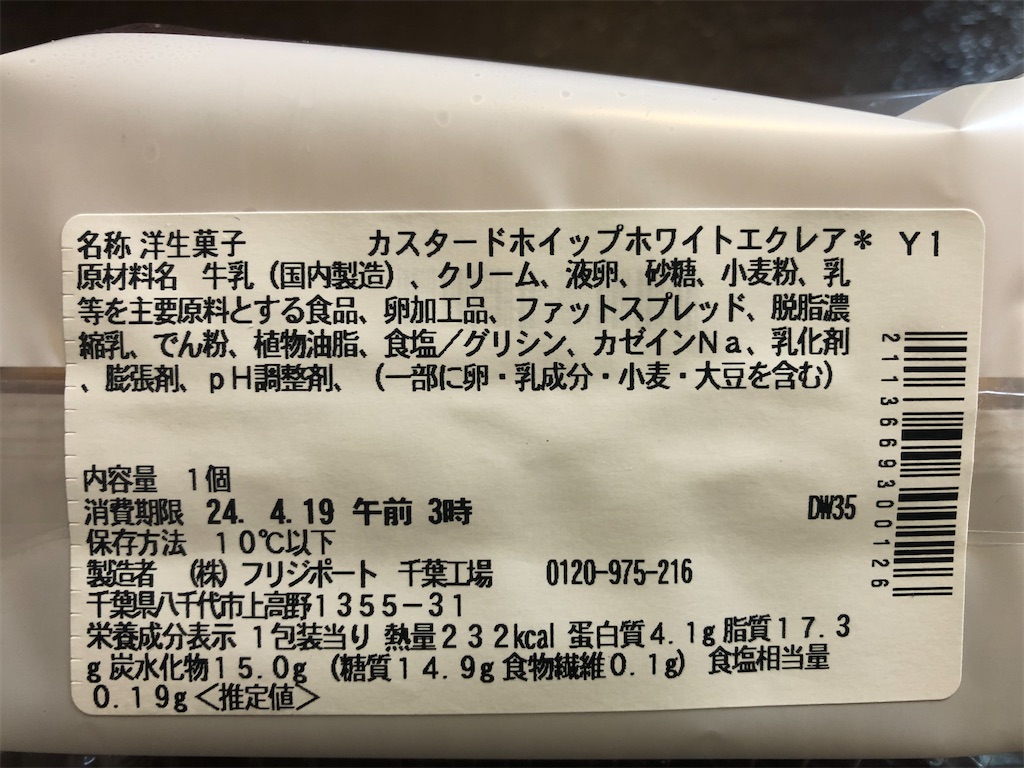 名称 洋生菓子 カスタードホイップホワイトエクレア* Y1
原材料名 牛乳(国内製造)、クリーム、液卵、砂糖、小麦粉、乳
等を主要原料とする食品、卵加工品、ファットスプレッド、脱脂濃
縮乳、でん粉、植物油脂、食塩/グリシン、カゼインNa、乳化剤
、膨張剤、pH調整剤、(一部に卵・乳成分・小麦・大豆を含む)
内容量 1個
消費期限 24. 4.19 午前 3時 DW35
保存方法 10℃以下
製造者 (株)フリジポート 千葉工場 0120-975-216
千葉県八千代市上高野1355-31
栄養成分表示 1包装当り 熱量232kcal 蛋白質4.1g 脂質17.3
g 炭水化物15.0g (糖質14.9g 食物繊維0.1g) 食塩相当量
0.19g<推定値>
2113669300126